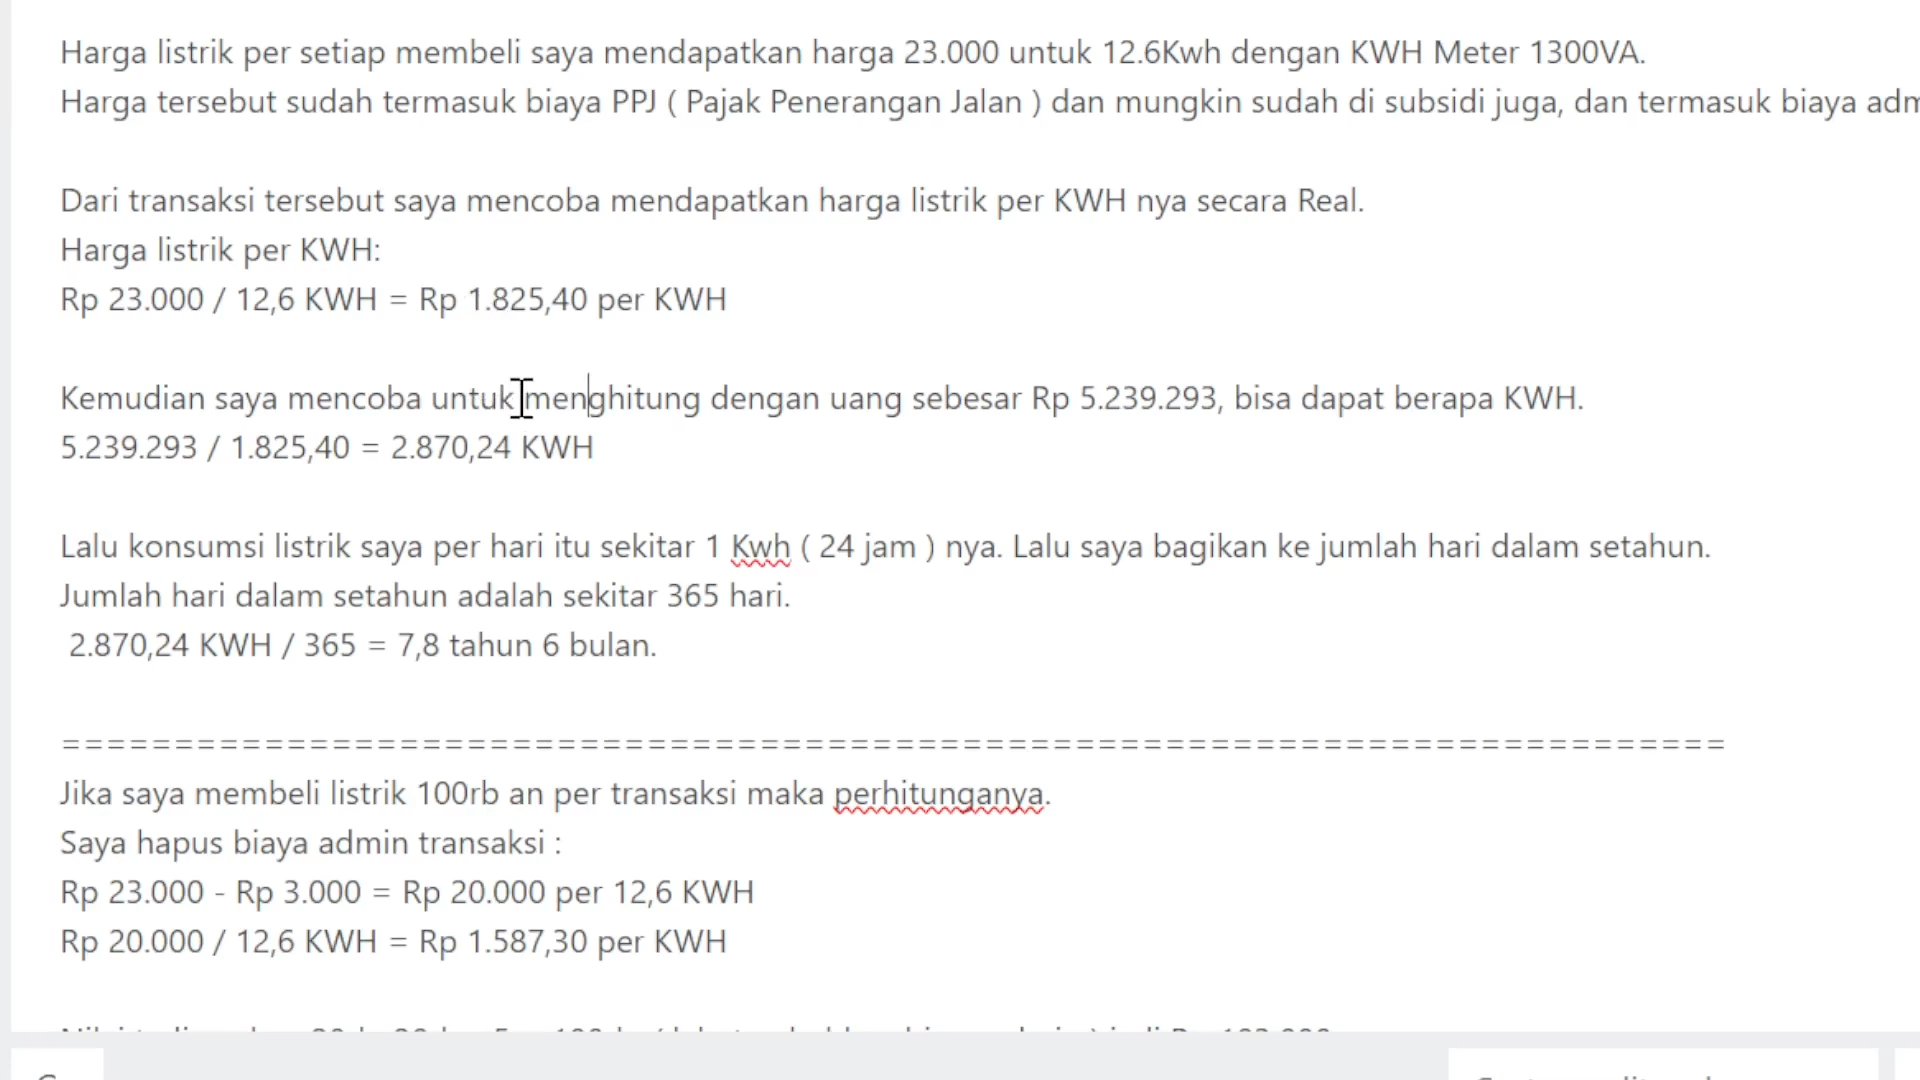 Harga listrik per setiap membeli saya mendapatkan harga 23.000 untuk 12.6Kwh dengan KWH Meter 1300VA.
Harga tersebut sudah termasuk biaya PPJ ( Pajak Penerangan Jalan ) dan mungkin sudah di subsidi juga, dan termasuk biaya
Dari transaksi tersebut saya mencoba mendapatkan harga listrik per KWH nya secara Real.
Harga listrik per KWH:
Rp 23.000 / 12,6 KWH = Rp 1.825,40 per KWH
Kemudian saya mencoba untuk menghitung dengan uang sebesar Rp 5.239.293, bisa dapat berapa KWH.
5.239.293 / 1.825,40 = 2.870,24 KWH
Lalu konsumsi listrik saya per hari itu sekitar 1 Kwh ( 24 jam ) nya. Lalu saya bagikan ke jumlah hari dalam setahun.
Jumlah hari dalam setahun adalah sekitar 365 hari.
2.870,24 KWH / 365 = 7,8 tahun 6 bulan.
==========================================================================
Jika saya membeli listrik 100rb an per transaksi maka perhitunganya.
Saya hapus biaya admin transaksi :
Rp 23.000 - Rp 3.000 = Rp 20.000 per 12,6 KWH
Rp 20.000 / 12,6 KWH = Rp 1.587,30 per KWH